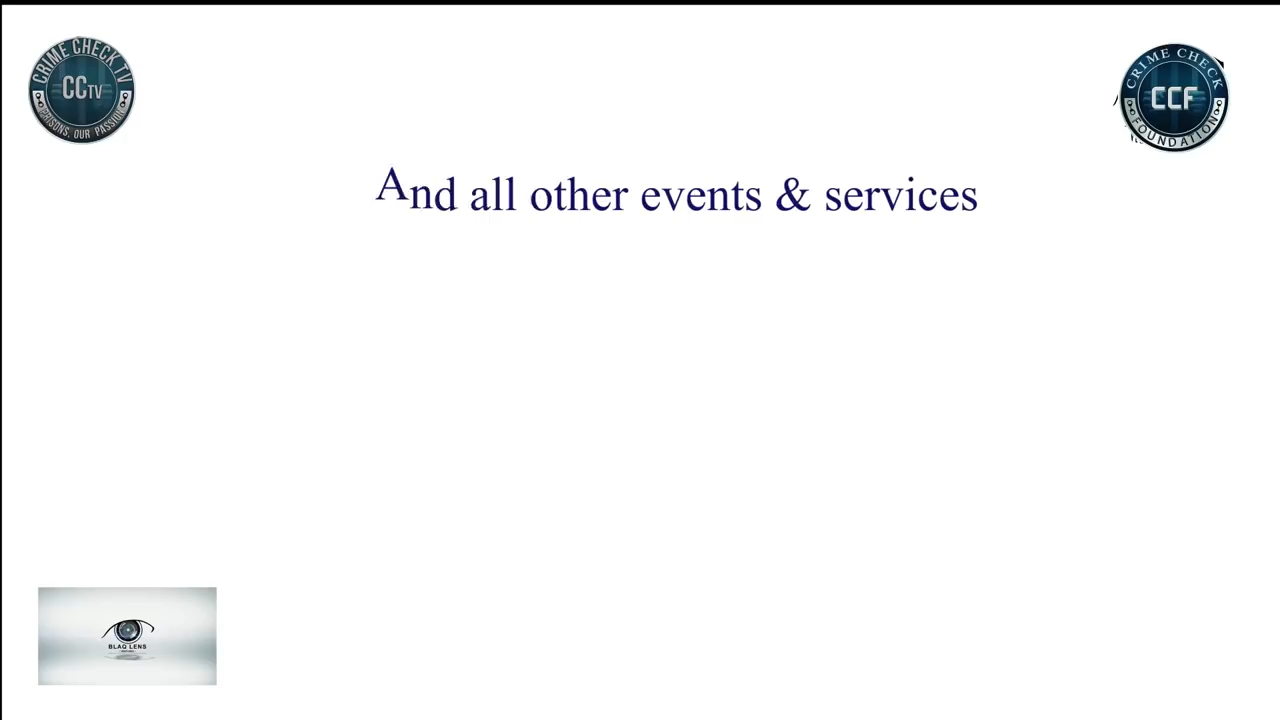 CRIME CHECK TV
CCTV
PRISONS, OUR PASSION
CRIME CHECK
CCF
FOUNDATION
And all other events & services
BLAQ LENS